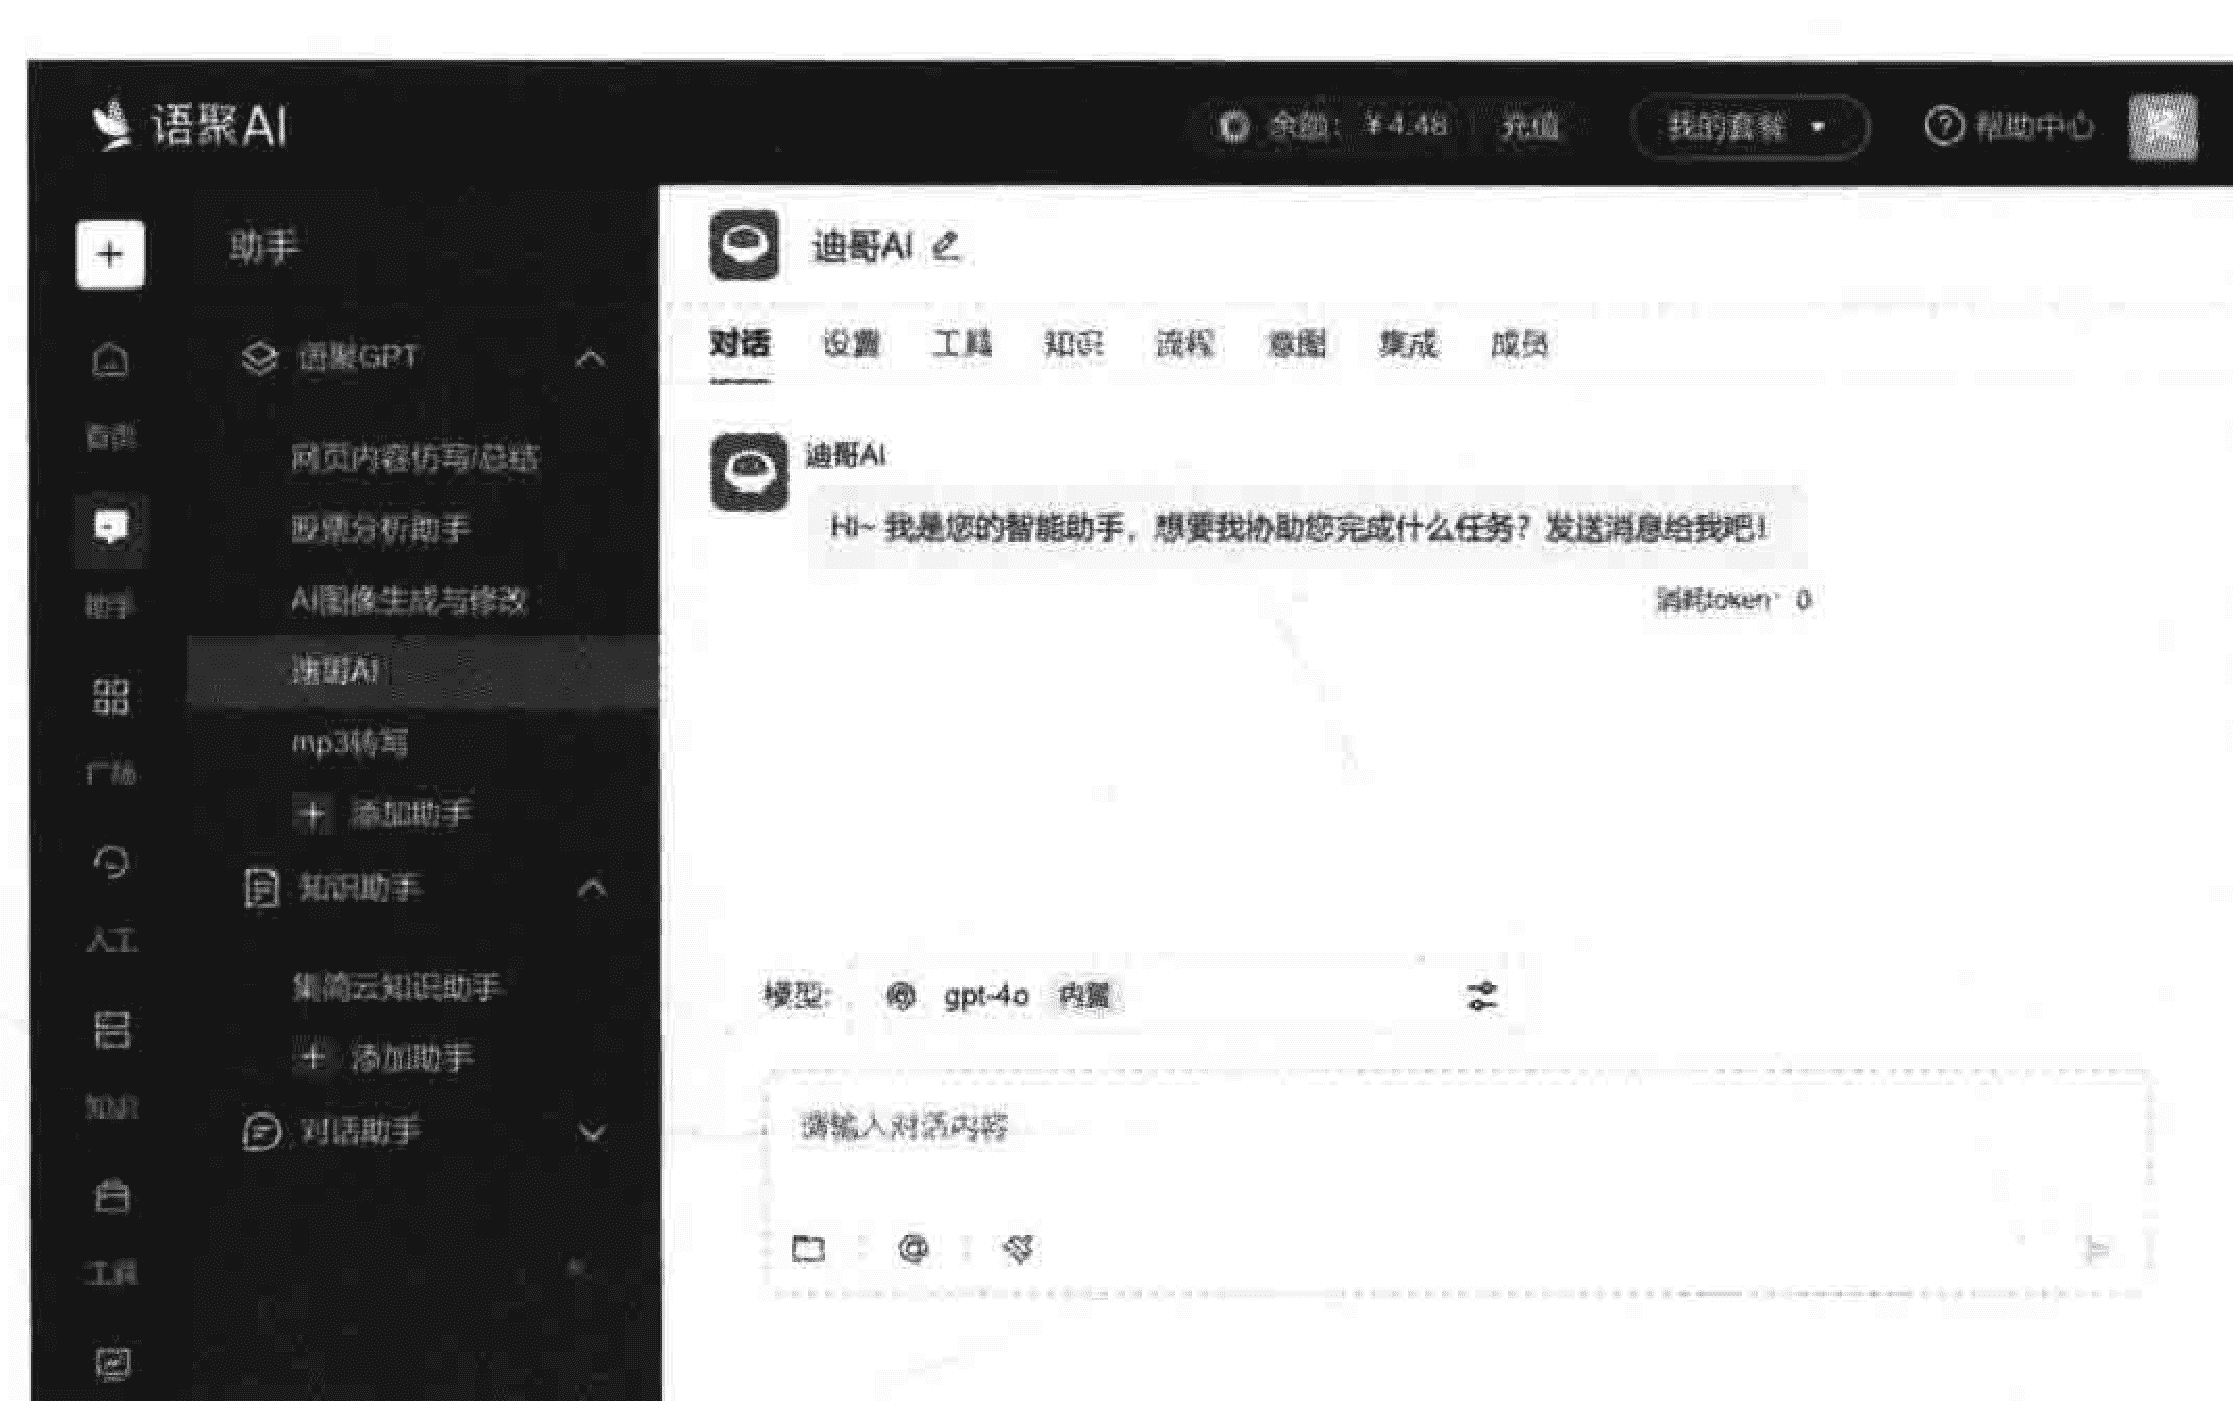 语聚AI
余额：￥4.48 充值
我的套餐
帮助中心
助手
语聚GPT
网页内容仿写/总结
股票分析助手
AI图像生成与修改
迪哥AI
mp3转写
+ 添加助手
知识助手
集简云知识助手
+ 添加助手
对话助手
首页
助手
广场
人工
知识
工具
迪哥AI
对话 设置 工具 知识 流程 意图 集成 成员
迪哥AI
Hi~ 我是您的智能助手，想要我协助您完成什么任务？发送消息给我吧！
消耗token：0
模型： gpt-4o 内置
请输入对话内容